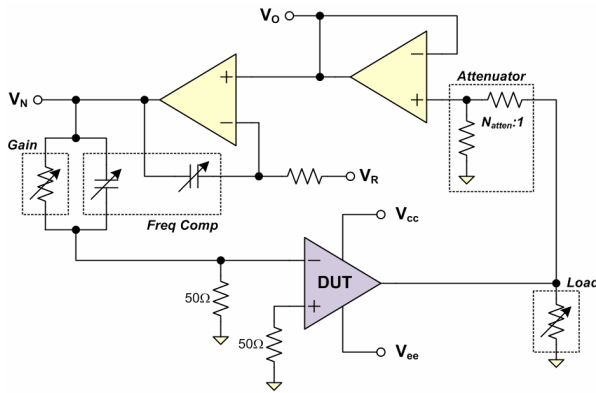 VO
Attenuator
VN
Natten:1
Gain
VR
Freq Comp
Vcc
DUT
50Ω
Load
50Ω
Vee